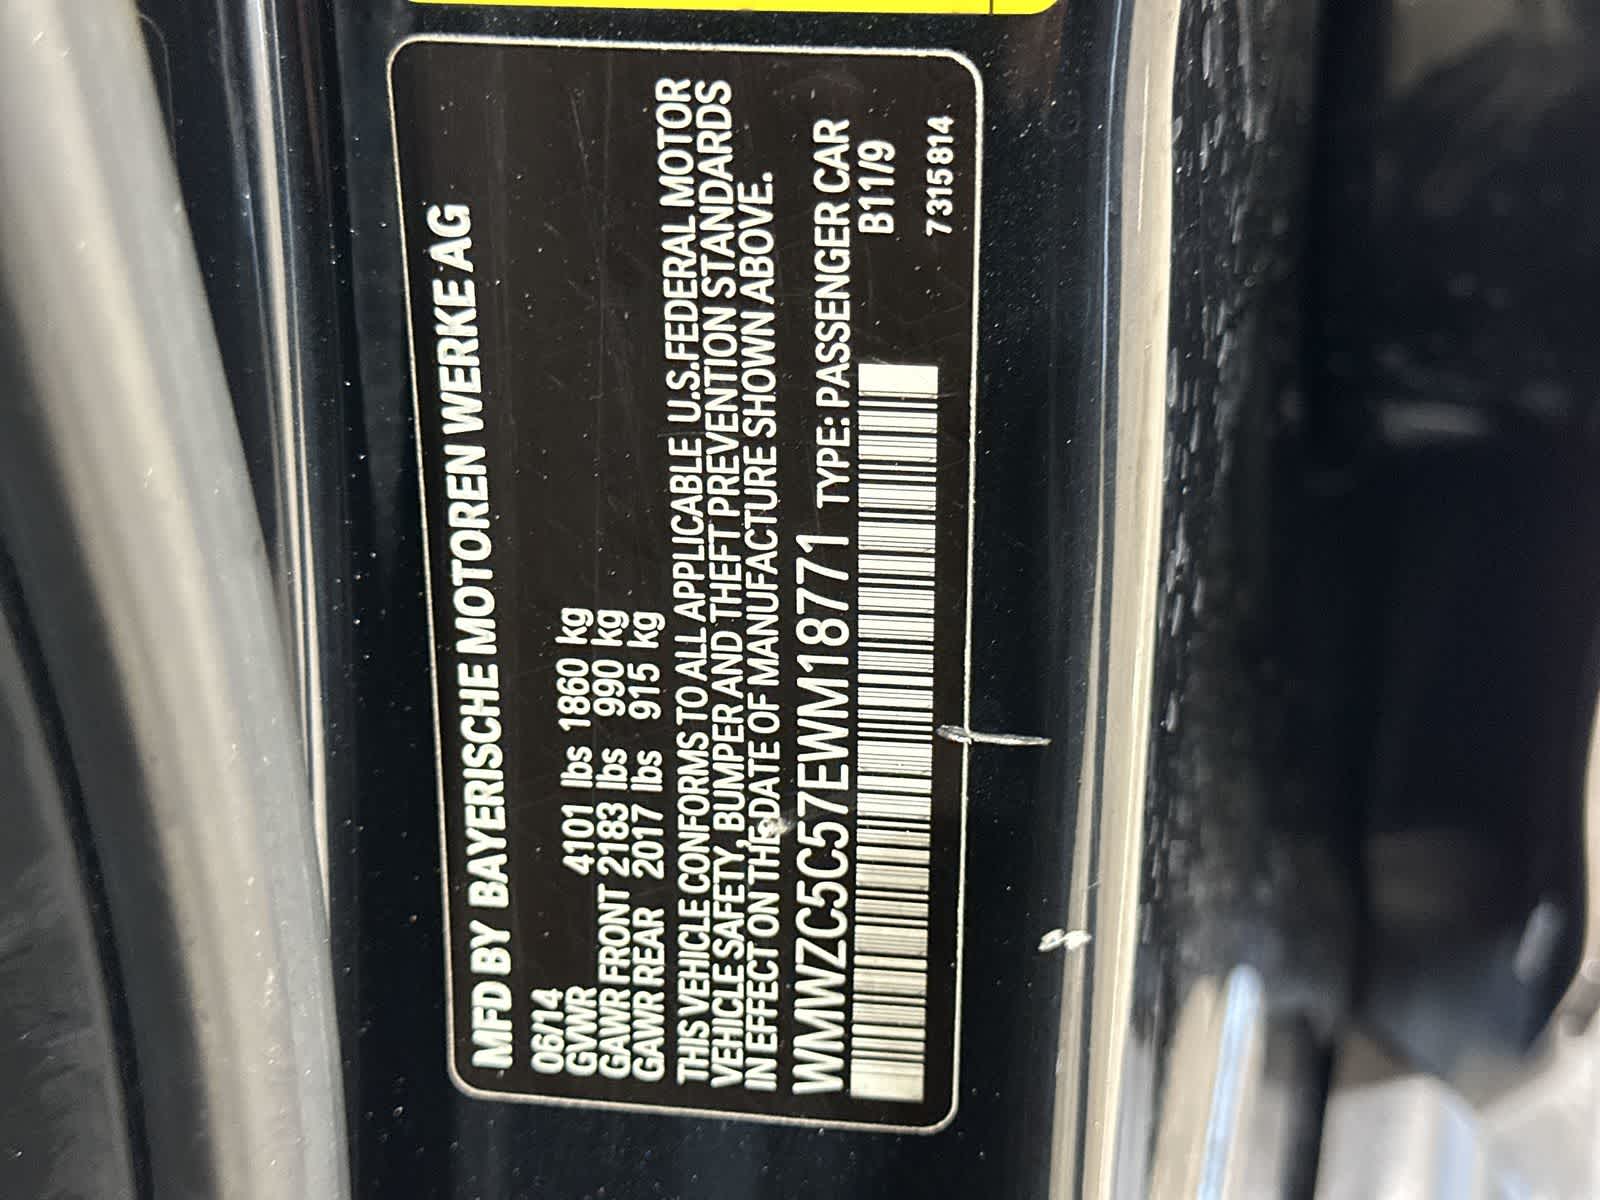 MFD BY BAYERISCHE MOTOREN WERKE AG
06/14
GVWR 4101 lbs 1860 kg
GAWR FRONT 2183 lbs 990 kg
GAWR REAR 2017 lbs 915 kg
THIS VEHICLE CONFORMS TO ALL APPLICABLE U.S.FEDERAL MOTOR
VEHICLE SAFETY, BUMPER AND THEFT PREVENTION STANDARDS
IN EFFECT ON THE DATE OF MANUFACTURE SHOWN ABOVE.
WMWZC5C57EWM18771 TYPE: PASSENGER CAR
B11/9
7315814